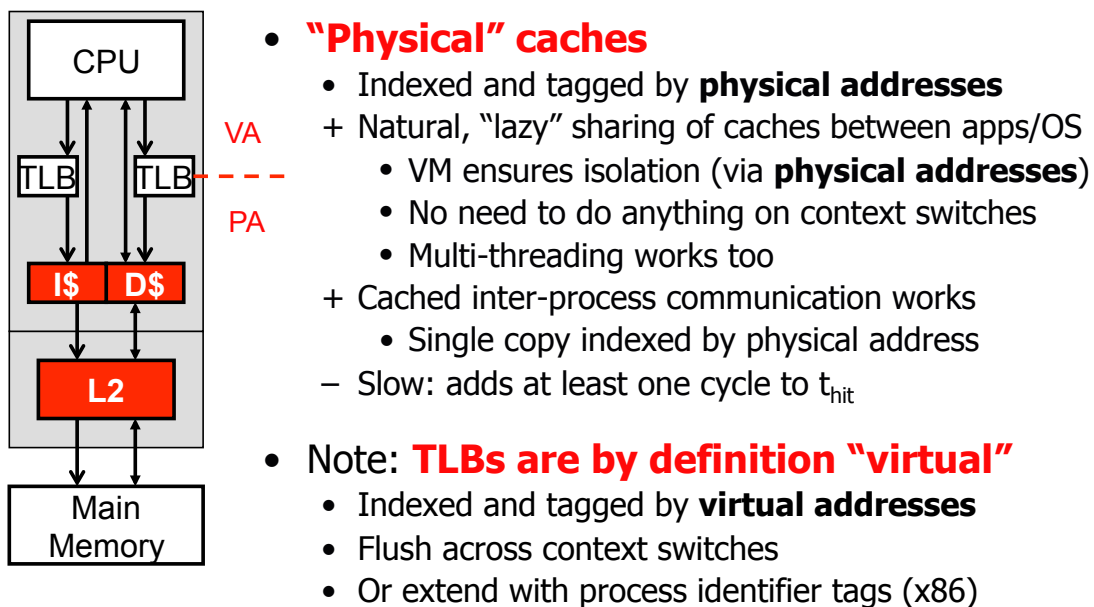 CPU
VA
TLB TLB
PA
I$ D$
L2
Main
Memory
• “Physical” caches
• Indexed and tagged by physical addresses
+ Natural, “lazy” sharing of caches between apps/OS
• VM ensures isolation (via physical addresses)
• No need to do anything on context switches
• Multi-threading works too
+ Cached inter-process communication works
• Single copy indexed by physical address
– Slow: adds at least one cycle to thit
• Note: TLBs are by definition “virtual”
• Indexed and tagged by virtual addresses
• Flush across context switches
• Or extend with process identifier tags (x86)